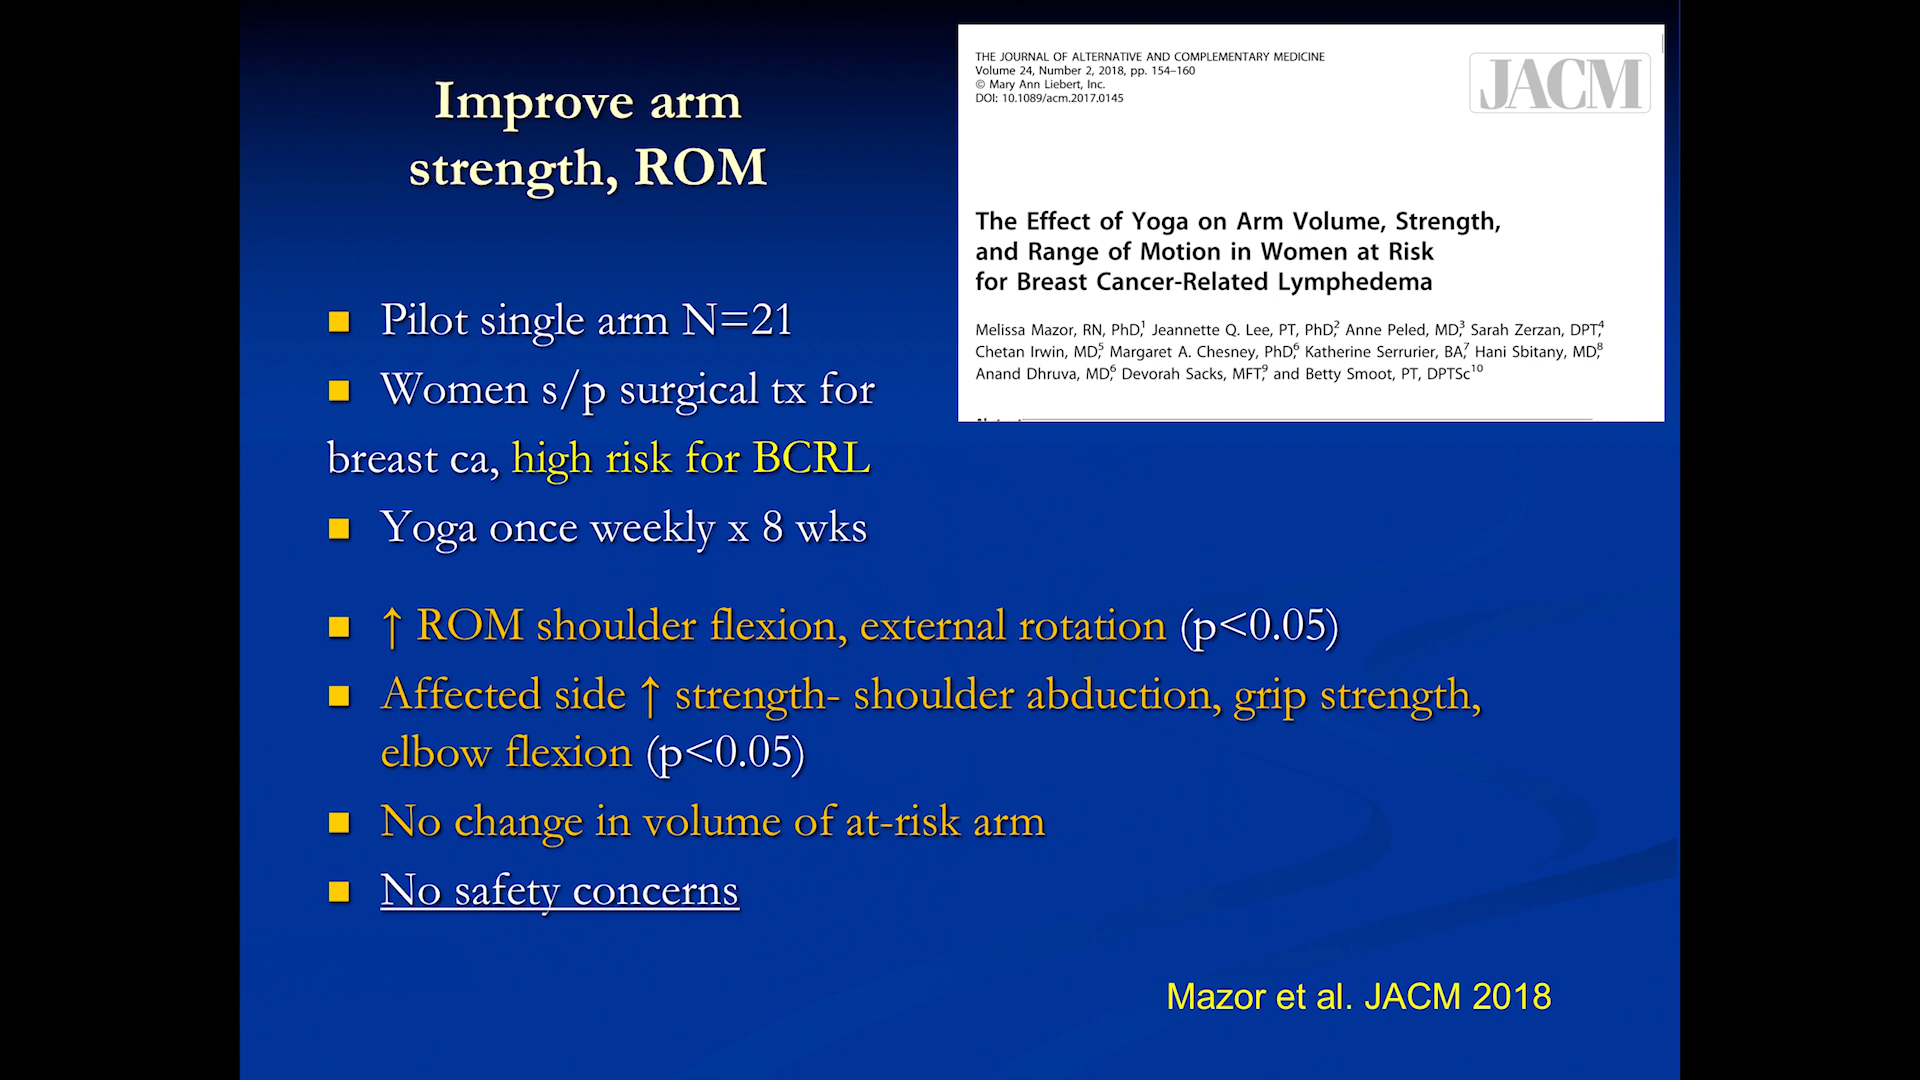 Improve arm
strength, ROM
THE JOURNAL OF ALTERNATIVE AND COMPLEMENTARY MEDICINE
Volume 24, Number 2, 2018, pp. 154–160
© Mary Ann Liebert, Inc.
DOI: 10.1089/acm.2017.0145
JACM
The Effect of Yoga on Arm Volume, Strength,
and Range of Motion in Women at Risk
for Breast Cancer-Related Lymphedema
Melissa Mazor, RN, PhD,1 Jeannette Q. Lee, PT, PhD,2 Anne Peled, MD,3 Sarah Zerzan, DPT,4
Chetan Irwin, MD,5 Margaret A. Chesney, PhD,6 Katherine Serrurier, BA,7 Hani Sbitany, MD,8
Anand Dhruva, MD,6 Devorah Sacks, MFT,9 and Betty Smoot, PT, DPTSc10
■ Pilot single arm N=21
■ Women s/p surgical tx for
breast ca, high risk for BCRL
■ Yoga once weekly x 8 wks
■ ↑ ROM shoulder flexion, external rotation (p<0.05)
■ Affected side ↑ strength- shoulder abduction, grip strength,
elbow flexion (p<0.05)
■ No change in volume of at-risk arm
■ No safety concerns
Mazor et al. JACM 2018